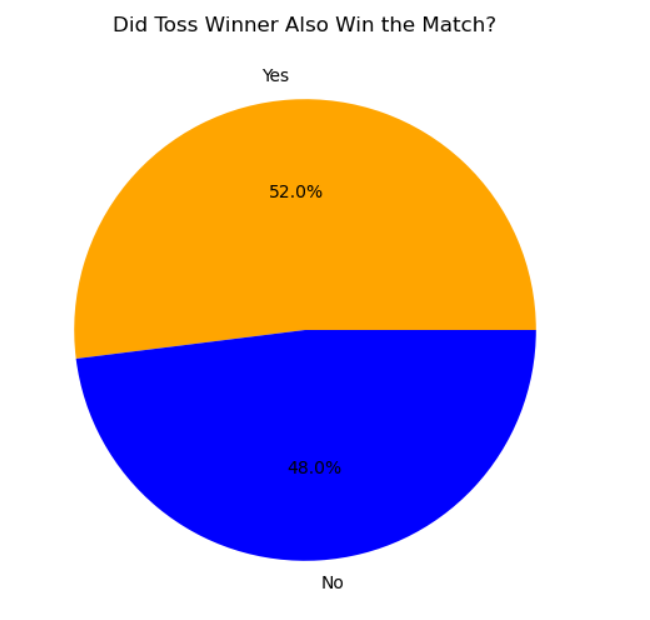 Did Toss Winner Also Win the Match?
Yes
52.0%
48.0%
No